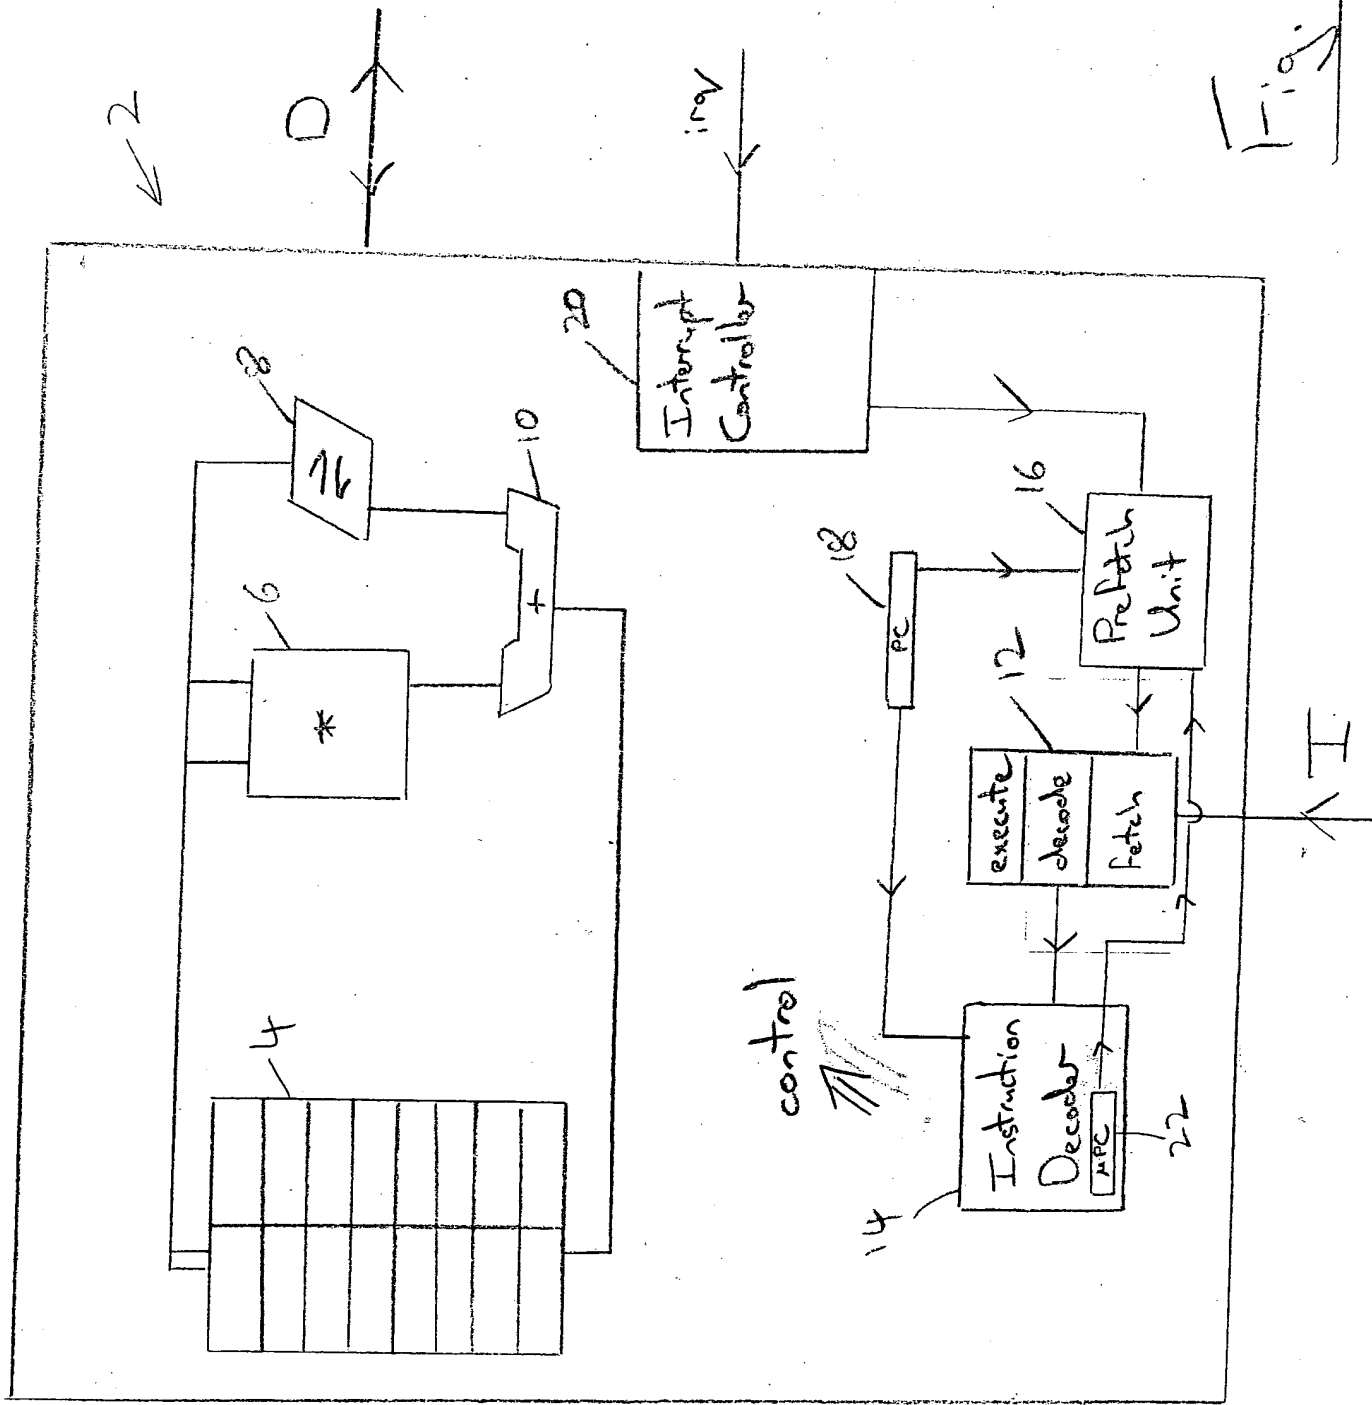 2
D
irq
8
6
10
4
*
+
20
Interrupt
Controller
18
PC
16
Prefetch
Unit
12
execute
decode
fetch
control
14
Instruction
Decoder
μPC
22
I
Fig.